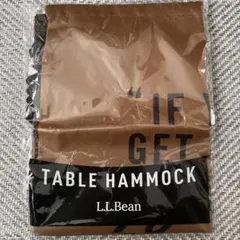 "IF
GET
TABLE HAMMOCK
L.L.Bean